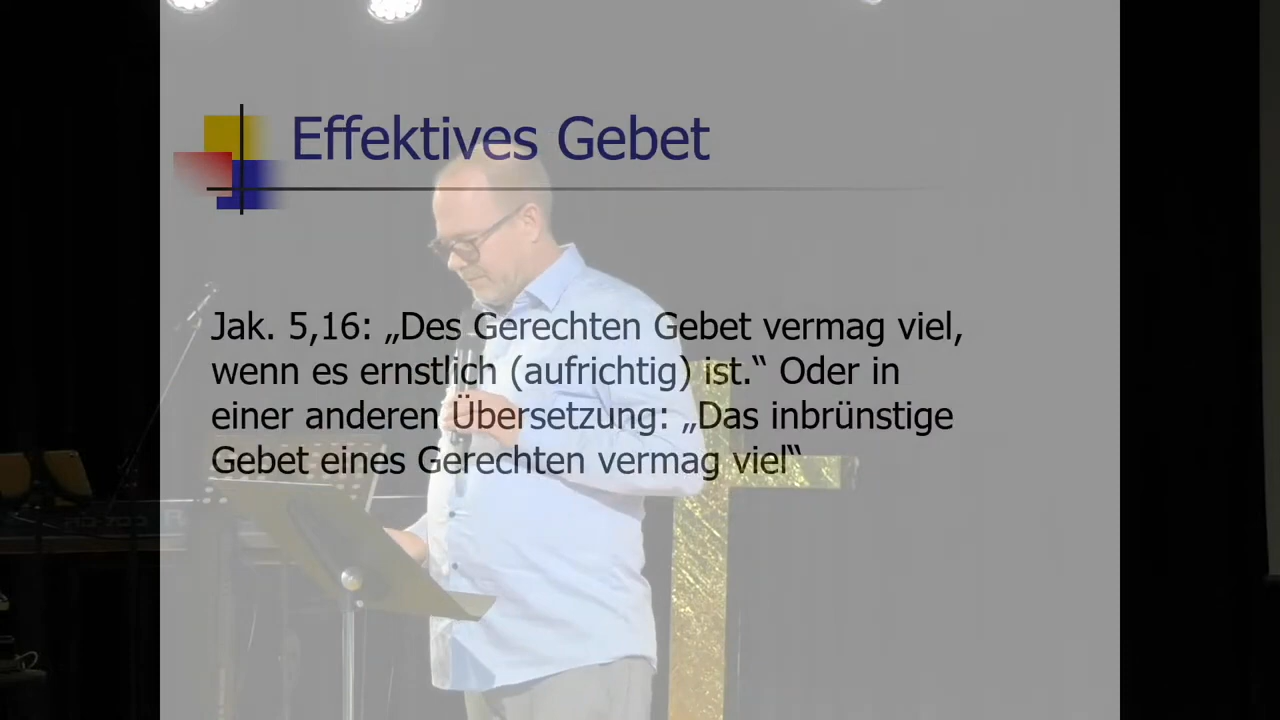 Effektives Gebet
Jak. 5,16: „Des Gerechten Gebet vermag viel,
wenn es ernstlich (aufrichtig) ist.“ Oder in
einer anderen Übersetzung: „Das inbrünstige
Gebet eines Gerechten vermag viel“